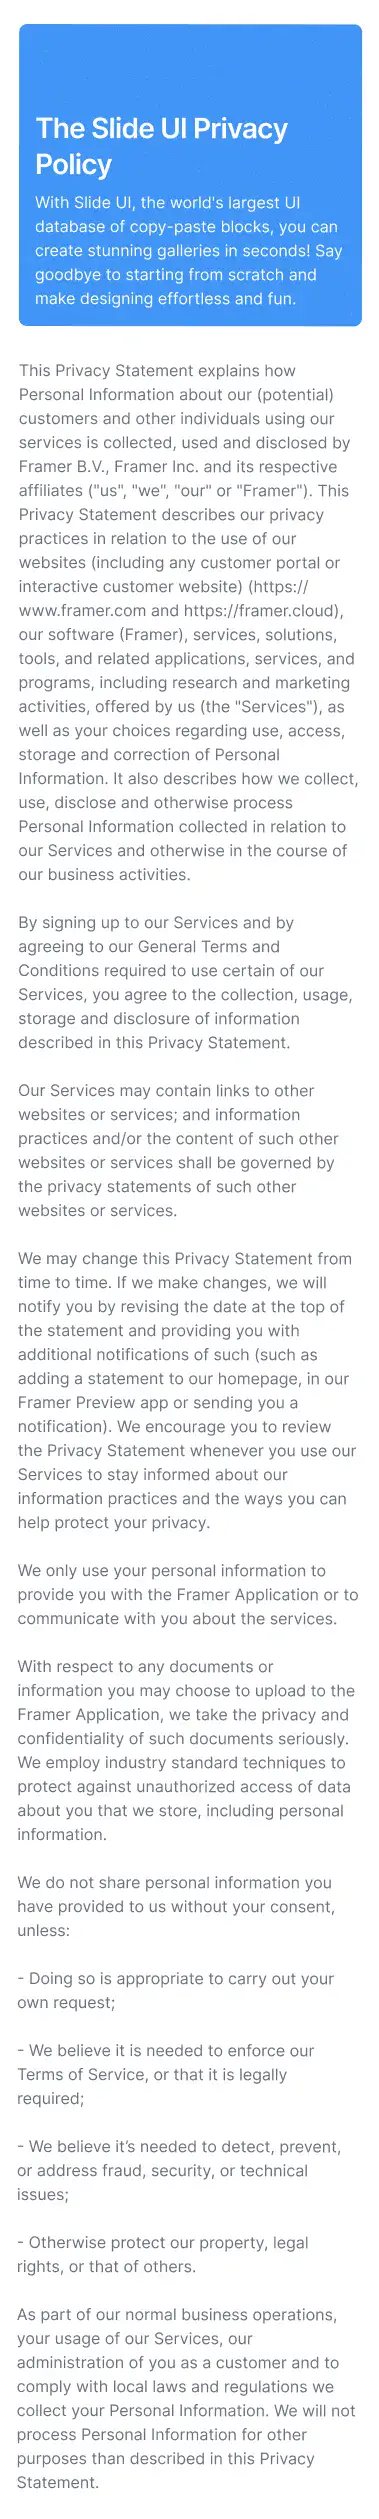 The Slide UI Privacy
Policy
With Slide UI, the world's largest UI
database of copy-paste blocks, you can
create stunning galleries in seconds! Say
goodbye to starting from scratch and
make designing effortless and fun.
This Privacy Statement explains how
Personal Information about our (potential)
customers and other individuals using our
services is collected, used and disclosed by
Framer B.V., Framer Inc. and its respective
affiliates ("us", "we", "our" or "Framer"). This
Privacy Statement describes our privacy
practices in relation to the use of our
websites (including any customer portal or
interactive customer website) (https://
www.framer.com and https://framer.cloud),
our software (Framer), services, solutions,
tools, and related applications, services, and
programs, including research and marketing
activities, offered by us (the "Services"), as
well as your choices regarding use, access,
storage and correction of Personal
Information. It also describes how we collect,
use, disclose and otherwise process
Personal Information collected in relation to
our Services and otherwise in the course of
our business activities.
By signing up to our Services and by
agreeing to our General Terms and
Conditions required to use certain of our
Services, you agree to the collection, usage,
storage and disclosure of information
described in this Privacy Statement.
Our Services may contain links to other
websites or services; and information
practices and/or the content of such other
websites or services shall be governed by
the privacy statements of such other
websites or services.
We may change this Privacy Statement from
time to time. If we make changes, we will
notify you by revising the date at the top of
the statement and providing you with
additional notifications of such (such as
adding a statement to our homepage, in our
Framer Preview app or sending you a
notification). We encourage you to review
the Privacy Statement whenever you use our
Services to stay informed about our
information practices and the ways you can
help protect your privacy.
We only use your personal information to
provide you with the Framer Application or to
communicate with you about the services.
With respect to any documents or
information you may choose to upload to the
Framer Application, we take the privacy and
confidentiality of such documents seriously.
We employ industry standard techniques to
protect against unauthorized access of data
about you that we store, including personal
information.
We do not share personal information you
have provided to us without your consent,
unless:
- Doing so is appropriate to carry out your
own request;
- We believe it is needed to enforce our
Terms of Service, or that it is legally
required;
- We believe it’s needed to detect, prevent,
or address fraud, security, or technical
issues;
- Otherwise protect our property, legal
rights, or that of others.
As part of our normal business operations,
your usage of our Services, our
administration of you as a customer and to
comply with local laws and regulations we
collect your Personal Information. We will not
process Personal Information for other
purposes than described in this Privacy
Statement.